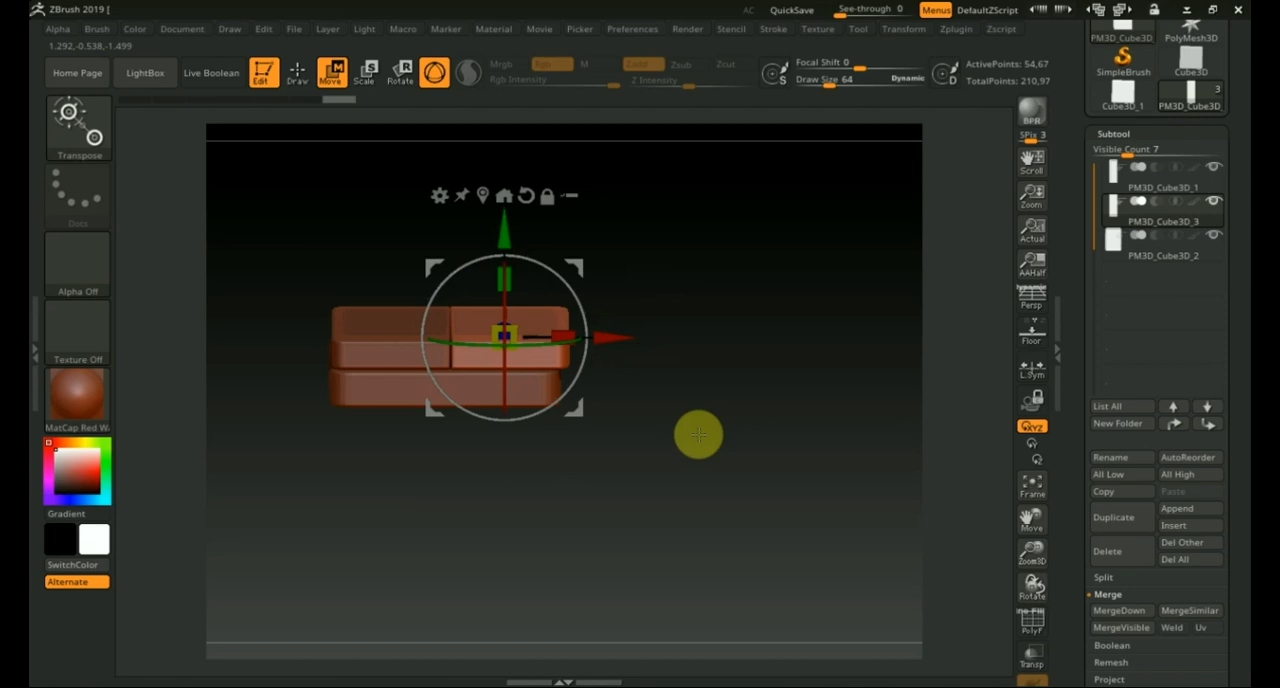 ZBrush 2019 [
AC
QuickSave
See-through 0
Menus
DefaultZScript
Alpha Brush Color Document Draw Edit File Layer Light Macro Marker Material Movie Picker Preferences Render Stencil Stroke Texture Tool Transform Zplugin Zscript
1.292,-0.538,-1.499
Home Page
LightBox
Live Boolean
Edit
Draw
Move
Scale
Rotate
Mrgb
Rgb
M
Rgb Intensity
Zadd
Zsub
Zcut
Z Intensity
S
Focal Shift 0
Draw Size 64
Dynamic
D
ActivePoints: 54,67
TotalPoints: 210,97
Transpose
Dots
Alpha Off
Texture Off
MatCap Red W
Gradient
SwitchColor
Alternate
BPR
SPix 3
Scroll
Zoom
Actual
AAHalf
Dynamic
Persp
Floor
L.Sym
XYZ
Frame
Move
Zoom3D
Rotate
PolyF
Transp
PM3D_Cube3D
PolyMesh3D
SimpleBrush
Cube3D
3
Cube3D_1
PM3D_Cube3D_
Subtool
Visible Count 7
PM3D_Cube3D_1
PM3D_Cube3D_3
PM3D_Cube3D_2
List All
New Folder
Rename
AutoReorder
All Low
All High
Copy
Paste
Duplicate
Append
Insert
Delete
Del Other
Del All
Split
Merge
MergeDown
MergeSimilar
MergeVisible
Weld
Uv
Boolean
Remesh
Project